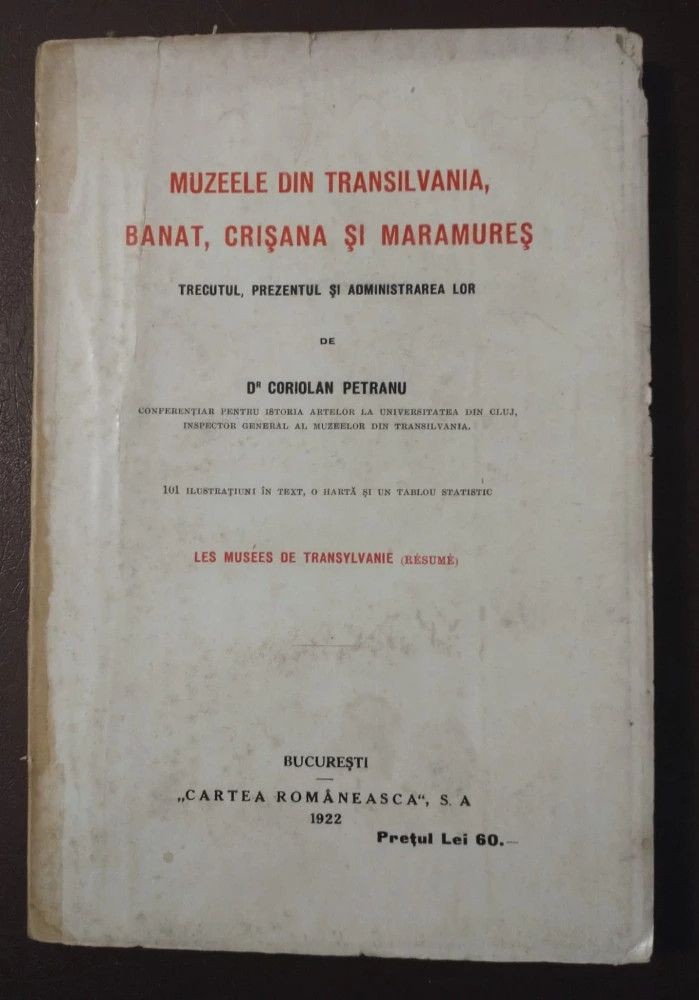 MUZEELE DIN TRANSILVANIA,
BANAT, CRIŞANA ŞI MARAMUREŞ
TRECUTUL, PREZENTUL ŞI ADMINISTRAREA LOR
DE
Dᴿ CORIOLAN PETRANU
CONFERENŢIAR PENTRU ISTORIA ARTELOR LA UNIVERSITATEA DIN CLUJ,
INSPECTOR GENERAL AL MUZEELOR DIN TRANSILVANIA.
101 ILUSTRAŢIUNI ÎN TEXT, O HARTĂ ŞI UN TABLOU STATISTIC
LES MUSÉES DE TRANSYLVANIE (RÉSUMÉ)
BUCUREŞTI
„CARTEA ROMÂNEASCA“, S. A
1922
Preţul Lei 60.—